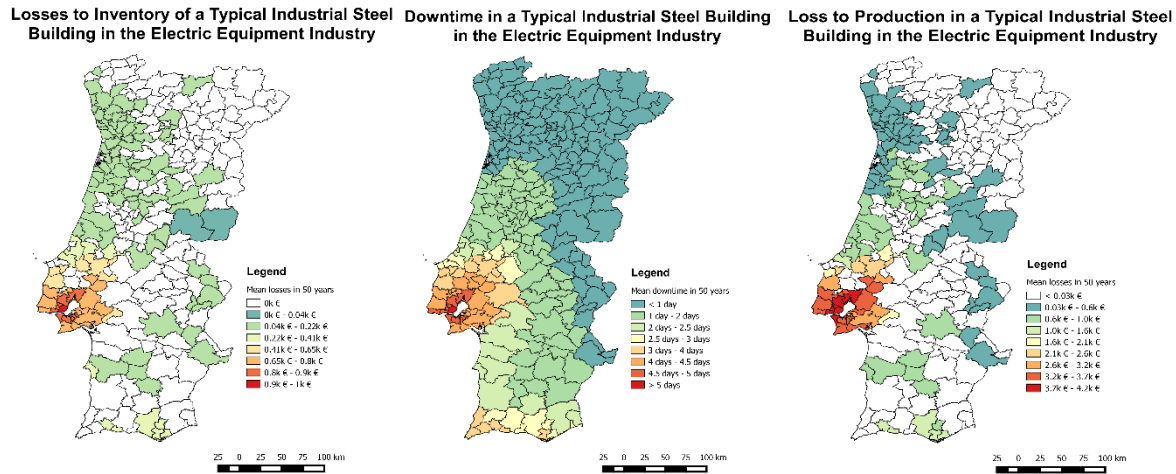 Losses to Inventory of a Typical Industrial Steel
Building in the Electric Equipment Industry
Legend
Mean losses in 50 years
0k €
0k € - 0.04k €
0.04k € - 0.22k €
0.22k € - 0.41k €
0.41k € - 0.65k €
0.65k € - 0.8k €
0.8k € - 0.9k €
0.9k € - 1k €
25 0 25 50 75 100 km
Downtime in a Typical Industrial Steel Building
in the Electric Equipment Industry
Legend
Mean downtime in 50 years
< 1 day
1 day - 2 days
2 days - 2.5 days
2.5 days - 3 days
3 days - 4 days
4 days - 4.5 days
4.5 days - 5 days
> 5 days
25 0 25 50 75 100 km
Loss to Production in a Typical Industrial Steel
Building in the Electric Equipment Industry
Legend
Mean losses in 50 years
< 0.03k €
0.03k € - 0.6k €
0.6k € - 1.0k €
1.0k € - 1.6k €
1.6k € - 2.1k €
2.1k € - 2.6k €
2.6k € - 3.2k €
3.2k € - 3.7k €
3.7k € - 4.2k €
25 0 25 50 75 100 km